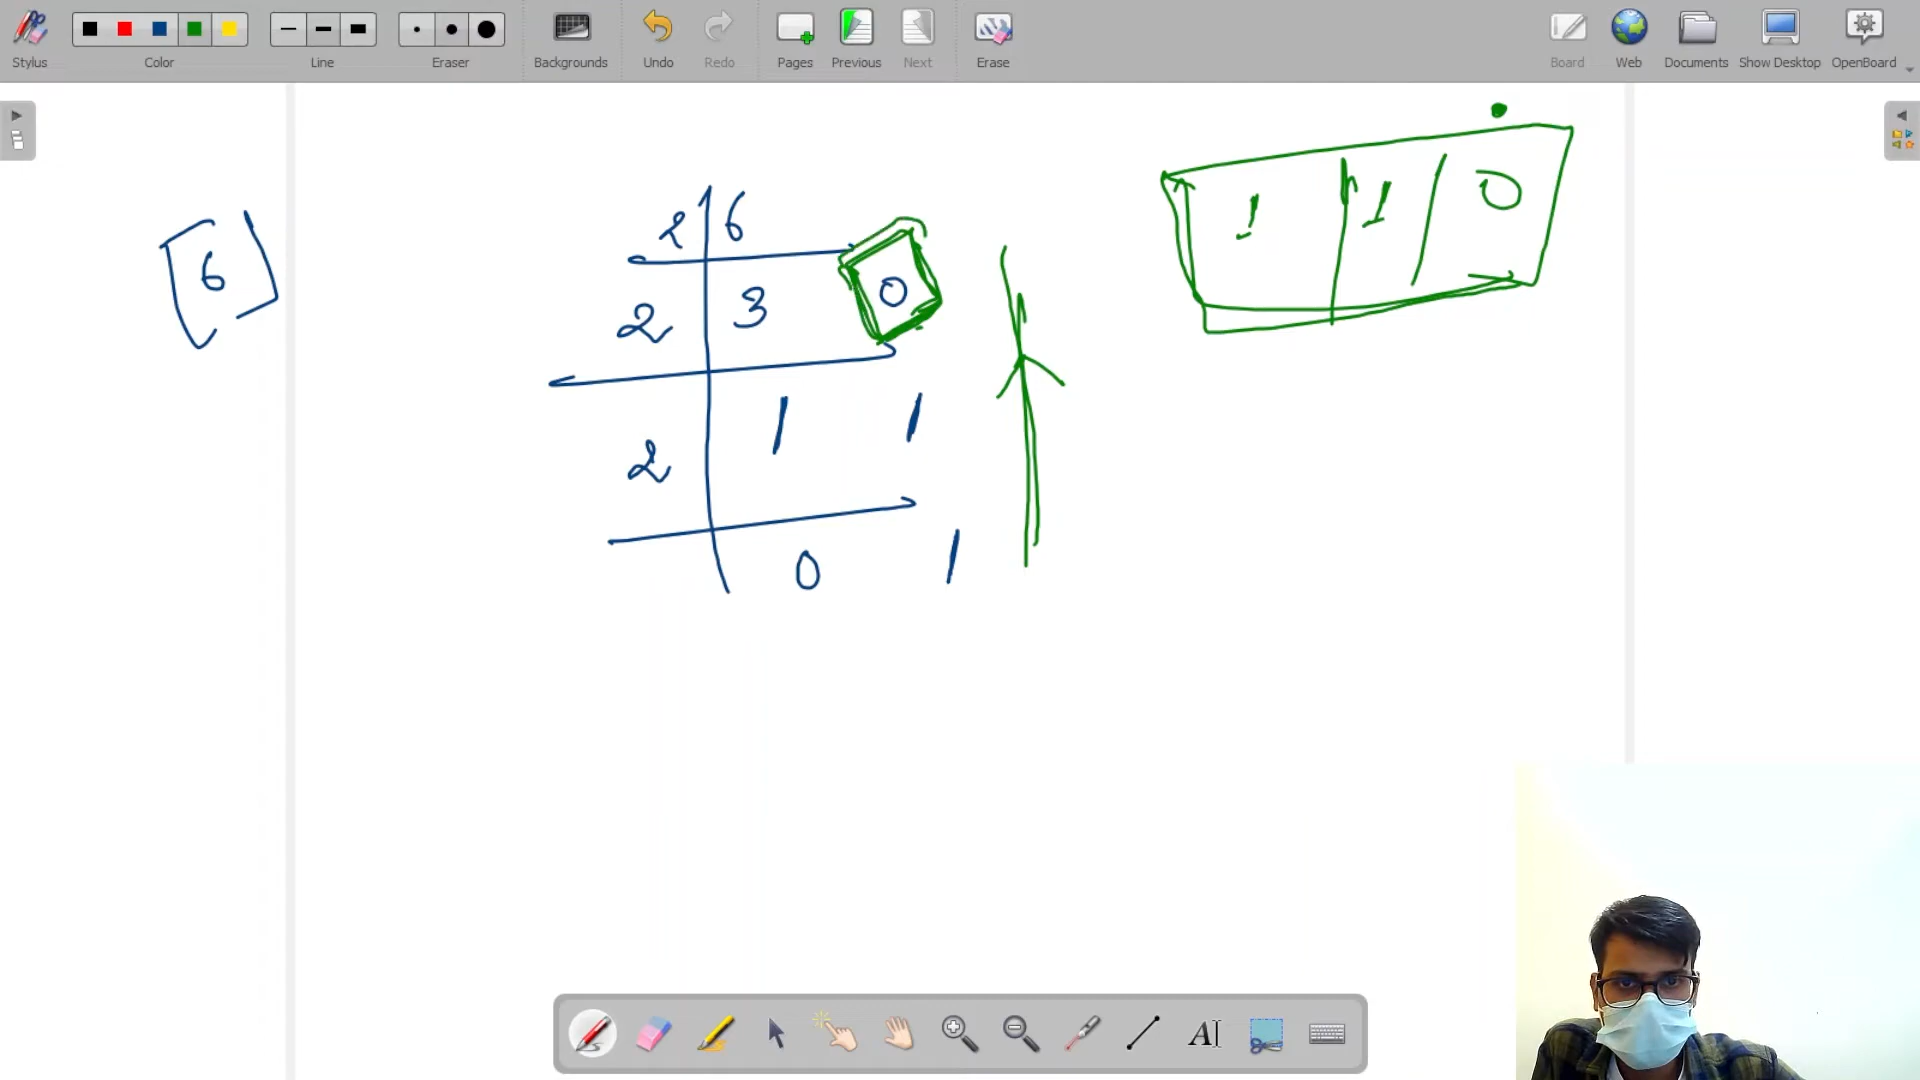 Stylus
Color
Line
Eraser
Backgrounds
Undo
Redo
Pages
Previous
Next
Erase
Board
Web
Documents
Show Desktop
OpenBoard
6
2 6
2 3 0
2 1 1
0 1
1 1 0